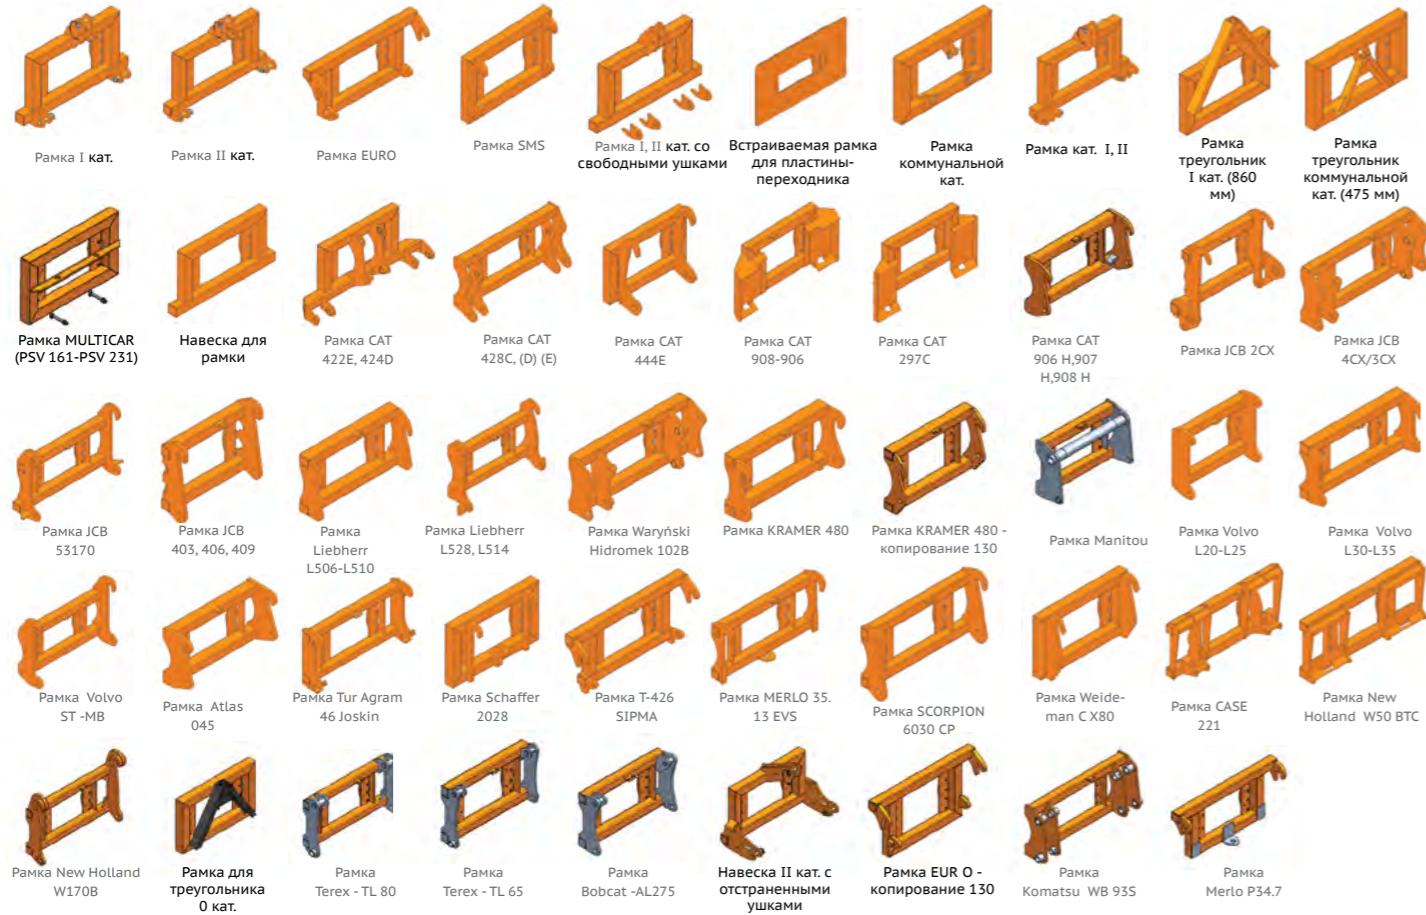 Рамка I кат.
Рамка II кат.
Рамка EURO
Рамка SMS
Рамка I, II кат. со
свободными ушками
Встраиваемая рамка
для пластины-
переходника
Рамка
коммунальной
кат.
Рамка кат. I, II
Рамка
треугольник
I кат. (860
мм)
Рамка
треугольник
коммунальной
кат. (475 мм)
Рамка MULTICAR
(PSV 161-PSV 231)
Навеска для
рамки
Рамка CAT
422E, 424D
Рамка CAT
428C, (D) (E)
Рамка CAT
444E
Рамка CAT
908-906
Рамка CAT
297C
Рамка CAT
906 H,907
H,908 H
Рамка JCB 2CX
Рамка JCB
4CX/3CX
Рамка JCB
53170
Рамка JCB
403, 406, 409
Рамка
Liebherr
L506-L510
Рамка Liebherr
L528, L514
Рамка Waryński
Hidromek 102B
Рамка KRAMER 480
Рамка KRAMER 480 -
копирование 130
Рамка Manitou
Рамка Volvo
L20-L25
Рамка Volvo
L30-L35
Рамка Volvo
ST -MB
Рамка Atlas
045
Рамка Tur Agram
46 Joskin
Рамка Schaffer
2028
Рамка T-426
SIPMA
Рамка MERLO 35.
13 EVS
Рамка SCORPION
6030 CP
Рамка Weide-
man C X80
Рамка CASE
221
Рамка New
Holland W50 BTC
Рамка New Holland
W170B
Рамка для
треугольника
0 кат.
Рамка
Terex - TL 80
Рамка
Terex - TL 65
Рамка
Bobcat -AL275
Навеска II кат. с
отстраненными
ушками
Рамка EUR O -
копирование 130
Рамка
Komatsu WB 93S
Рамка
Merlo P34.7